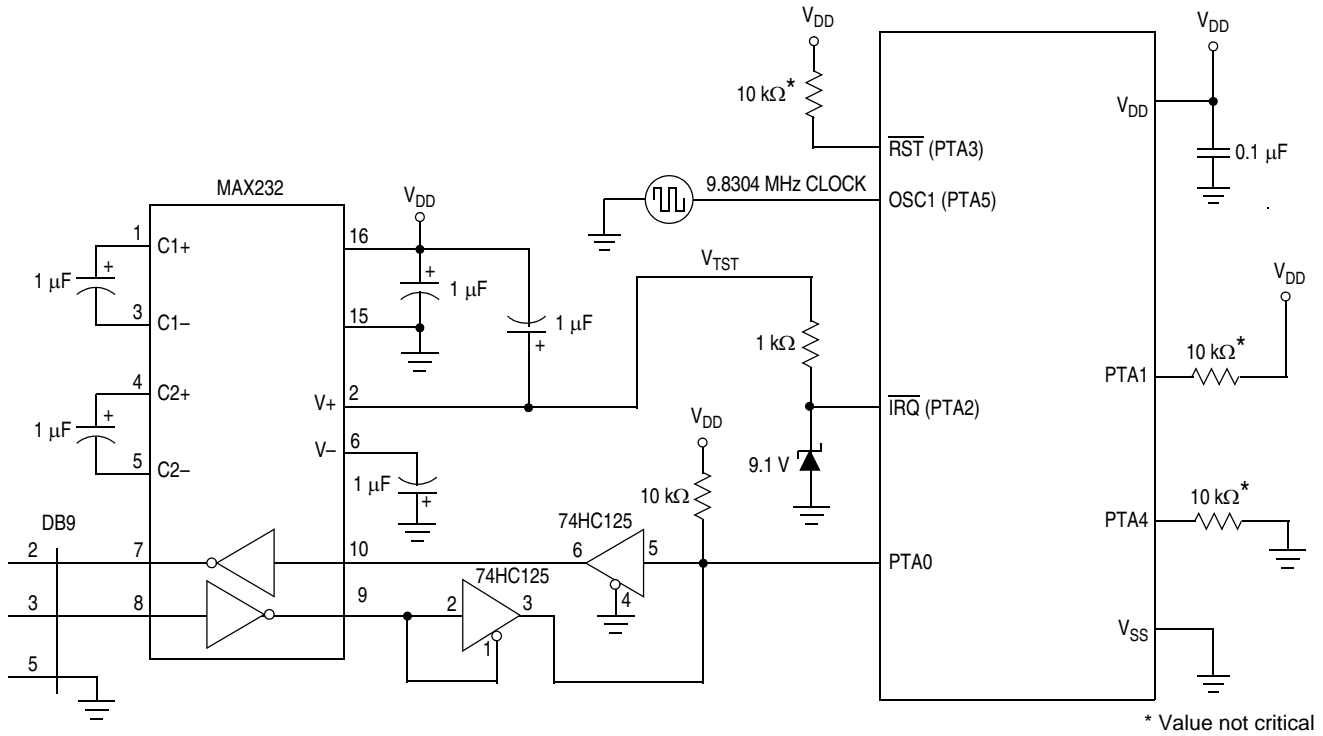 VDD
VDD
10 kΩ*
VDD
0.1 µF
RST (PTA3)
MAX232
9.8304 MHz CLOCK
OSC1 (PTA5)
VDD
1
C1+
16
1 µF
+
+
1 µF
VTST
VDD
3
C1–
15
1 µF
+
1 kΩ
10 kΩ*
PTA1
4
C2+
V+
2
IRQ (PTA2)
1 µF
+
VDD
5
C2–
V–
6
1 µF
+
9.1 V
10 kΩ
10 kΩ*
PTA4
DB9
74HC125
2
7
10
6
5
4
PTA0
74HC125
3
8
9
2
3
1
VSS
5
* Value not critical